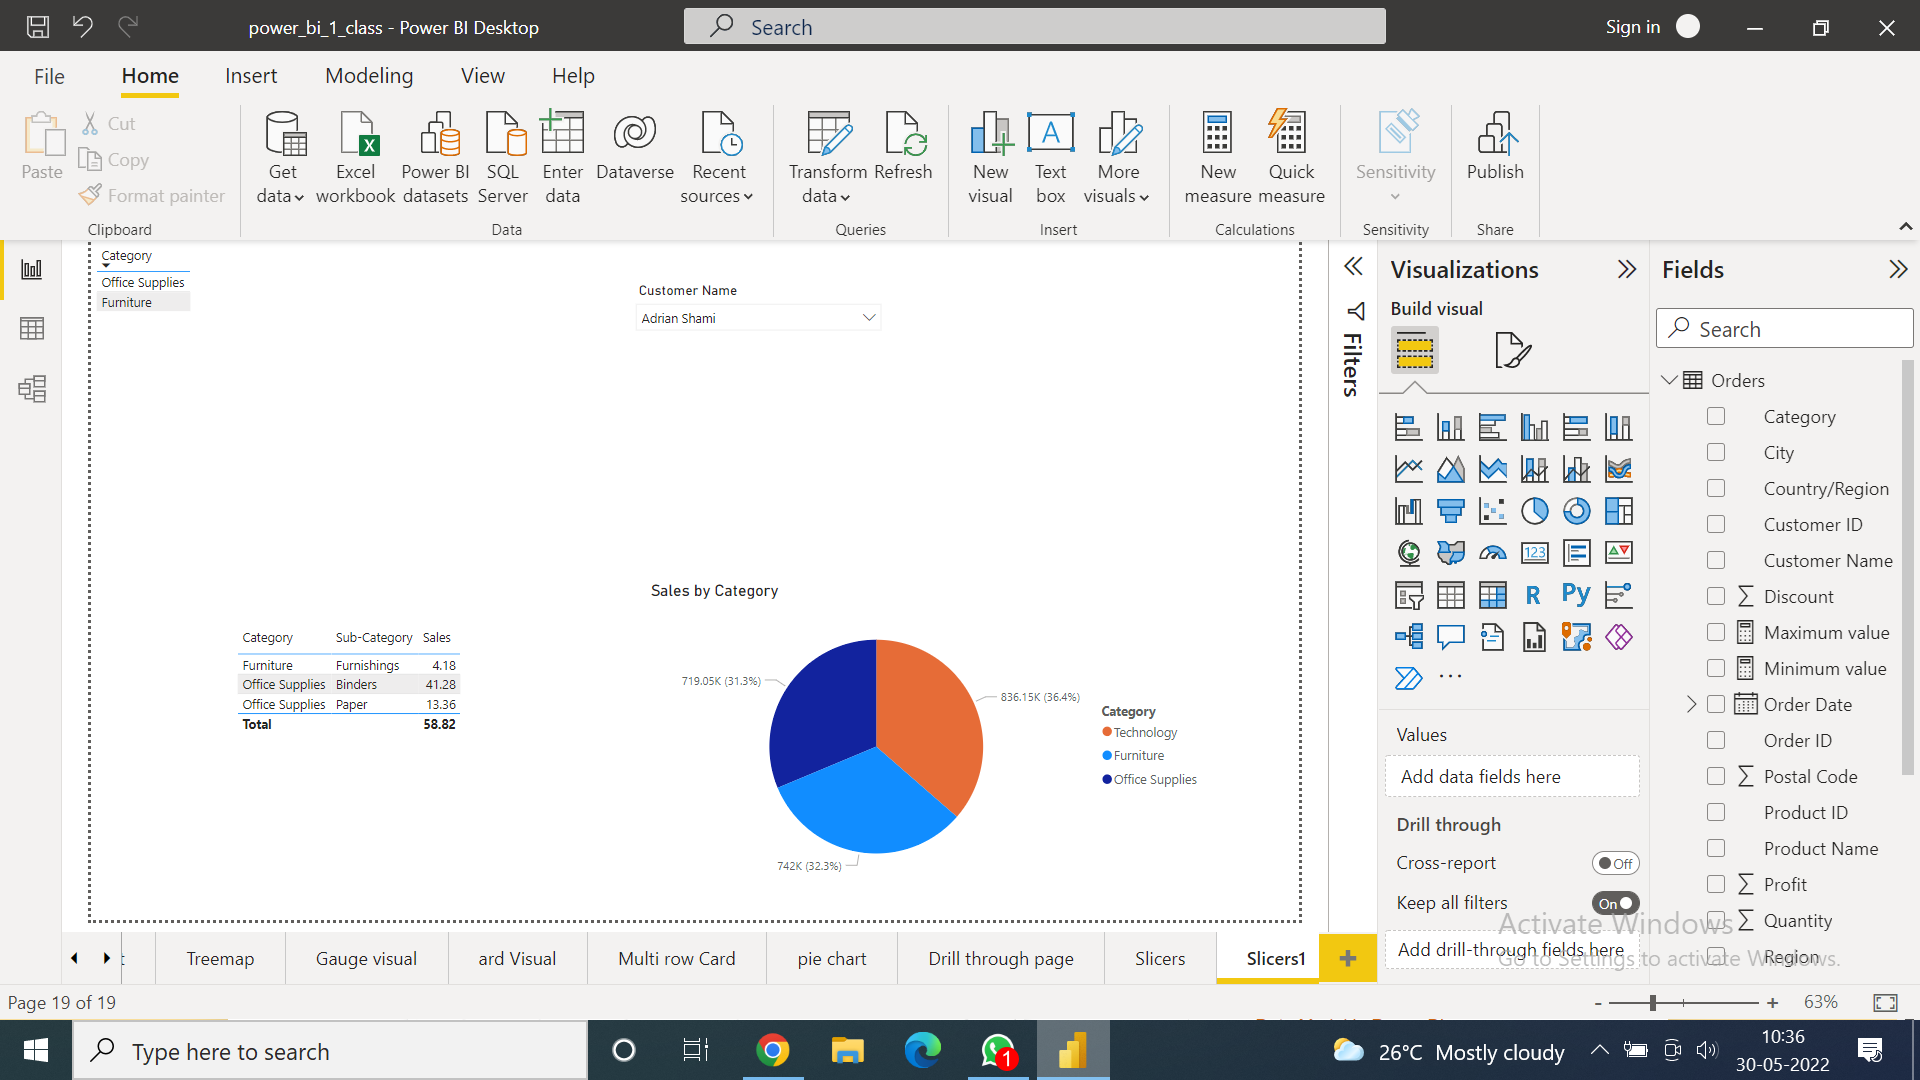 power_bi_1_class - Power BI Desktop
Search
Sign in
File
Home
Insert
Modeling
View
Help
Paste
Cut
Copy
Format painter
Clipboard
Get data
Excel workbook
Power BI datasets
SQL Server
Enter data
Dataverse
Recent sources
Data
Transform data
Refresh
Queries
New visual
Text box
More visuals
Insert
New measure
Quick measure
Calculations
Sensitivity
Sensitivity
Publish
Share
Category
Office Supplies
Furniture
Customer Name
Adrian Shami
Sales by Category
Category Sub-Category Sales
Furniture Furnishings 4.18
Office Supplies Binders 41.28
Office Supplies Paper 13.36
Total 58.82
719.05K (31.3%)
836.15K (36.4%)
742K (32.3%)
Category
Technology
Furniture
Office Supplies
Filters
Visualizations
Build visual
123
R
Py
Values
Add data fields here
Drill through
Cross-report
Off
Keep all filters
On
Add drill-through fields here
Fields
Search
Orders
Category
City
Country/Region
Customer ID
Customer Name
Discount
Maximum value
Minimum value
Order Date
Order ID
Postal Code
Product ID
Product Name
Profit
Quantity
Region
Activate Windows
Go to Settings to activate Windows.
Treemap
Gauge visual
ard Visual
Multi row Card
pie chart
Drill through page
Slicers
Slicers1
Page 19 of 19
- + 63%
Type here to search
1
26°C Mostly cloudy
10:36
30-05-2022